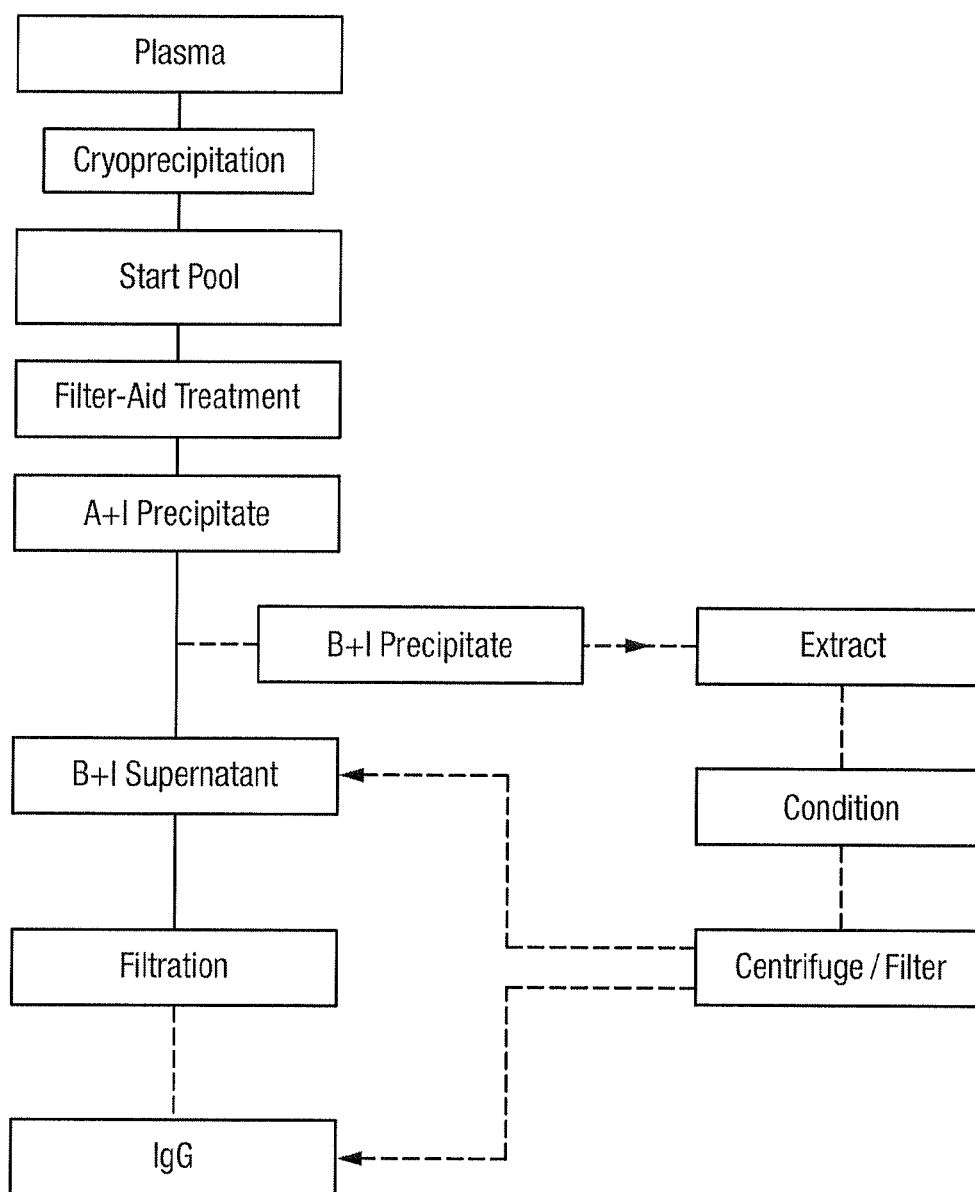 Plasma
Cryoprecipitation
Start Pool
Filter-Aid Treatment
A+I Precipitate
B+I Precipitate
Extract
B+I Supernatant
Condition
Filtration
Centrifuge / Filter
IgG